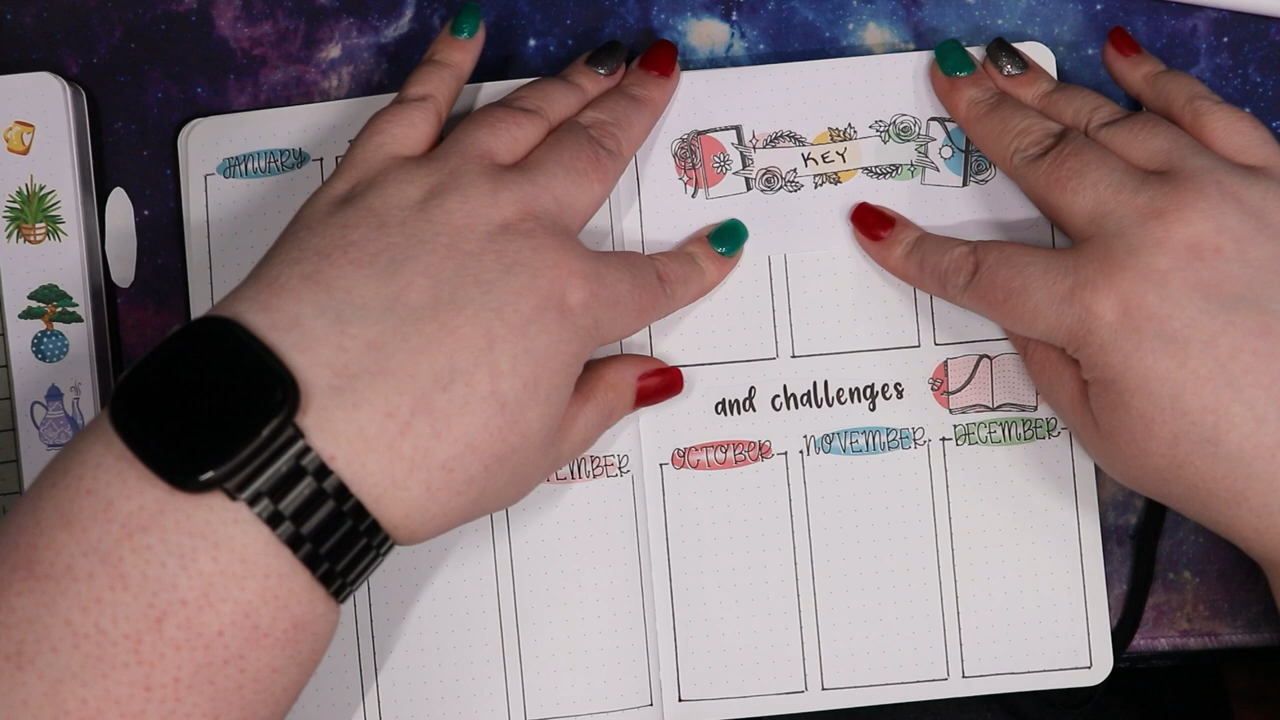 JANUARY
KEY
and challenges
EMBER
OCTOBER
NOVEMBER
DECEMBER